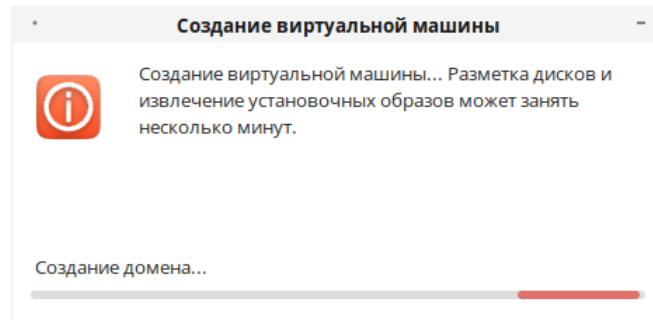 Создание виртуальной машины
Создание виртуальной машины... Разметка дисков и
извлечение установочных образов может занять
несколько минут.
Создание домена...